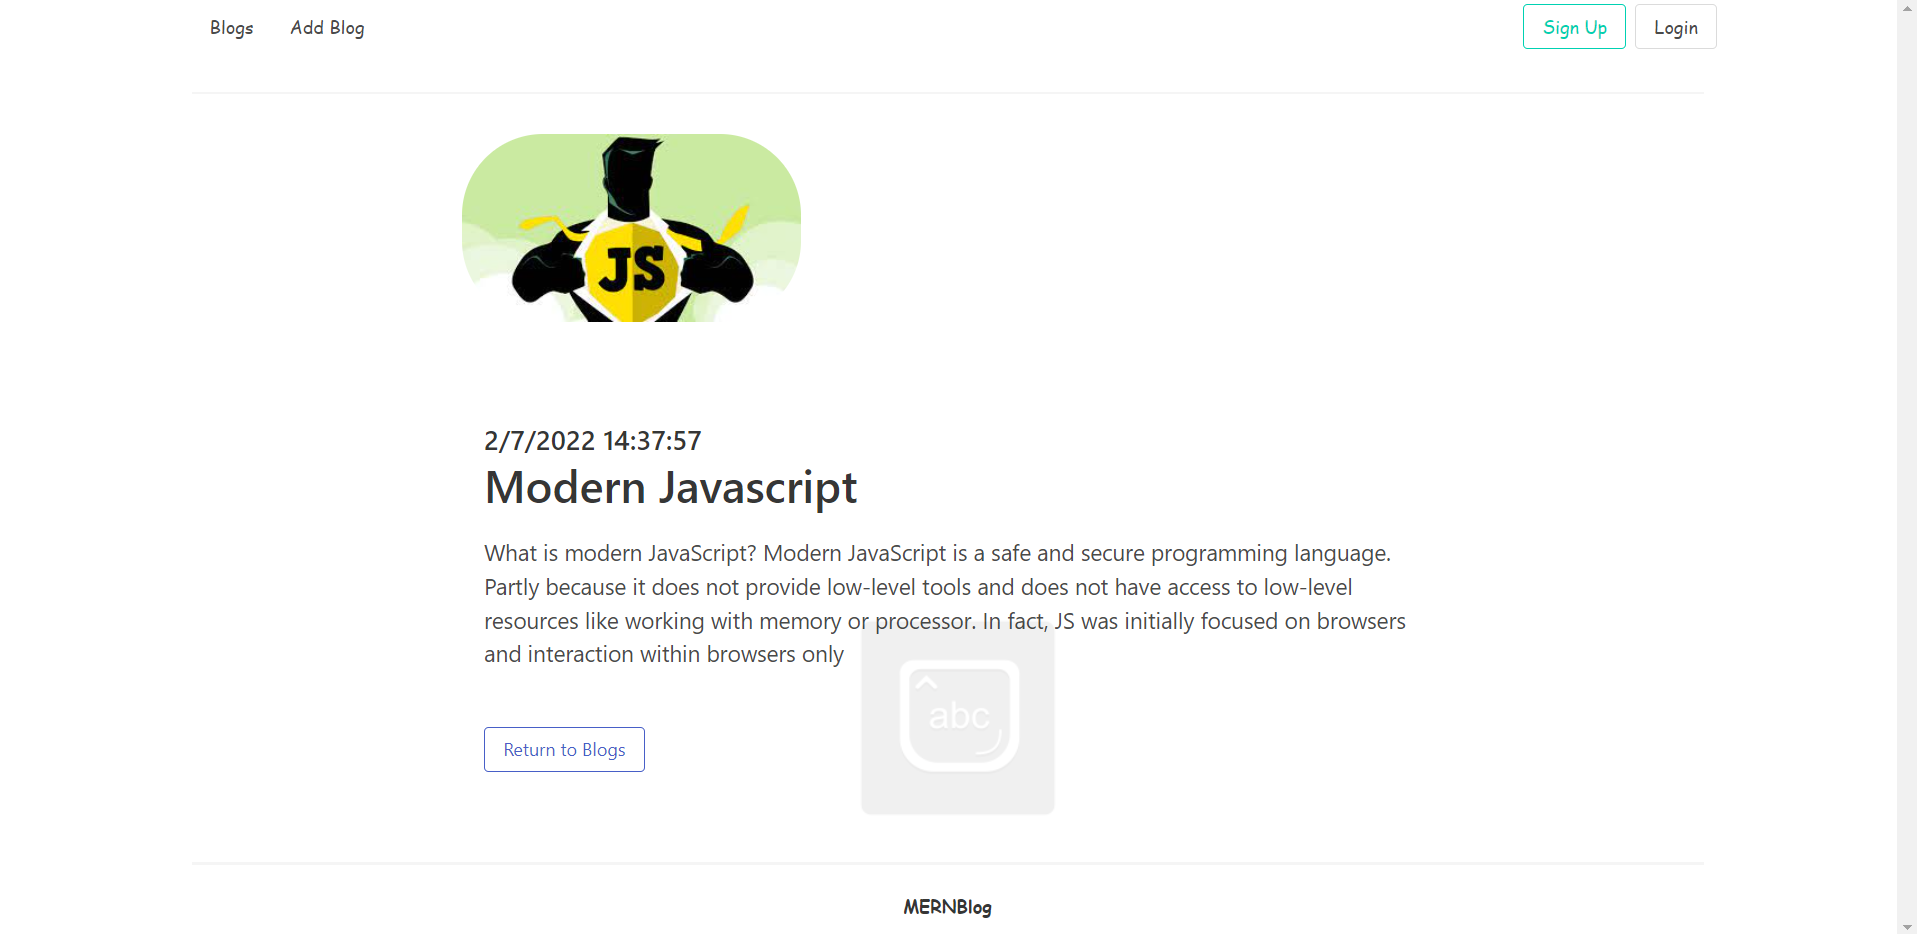 Blogs Add Blog Sign Up Login
JS
2/7/2022 14:37:57
Modern Javascript
What is modern JavaScript? Modern JavaScript is a safe and secure programming language.
Partly because it does not provide low-level tools and does not have access to low-level
resources like working with memory or processor. In fact, JS was initially focused on browsers
and interaction within browsers only
abc
Return to Blogs
MERNBlog